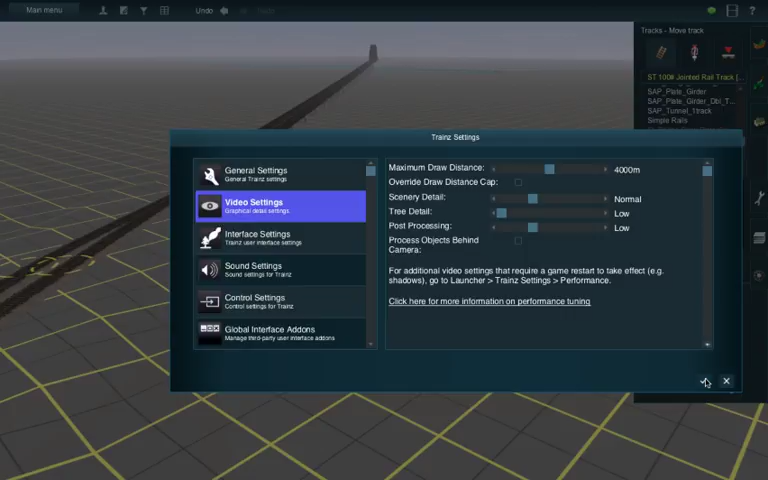 Main menu
Undo
Tracks - Move track
ST 100# Jointed Rail Track |...
SAP_Plate_Girder
SAP_Plate_Girder_Dbl_T...
SAP_Tunnel_1track
Simple Rails
Trainz Settings
General Settings
General Trainz settings
Video Settings
Graphical detail settings
Interface Settings
Trainz user interface settings
Sound Settings
Sound settings for Trainz
Control Settings
Control settings for Trainz
Global Interface Addons
Manage third-party user interface addons
Maximum Draw Distance:
4000m
Override Draw Distance Cap:
Scenery Detail:
Normal
Tree Detail:
Low
Post Processing:
Low
Process Objects Behind
Camera:
For additional video settings that require a game restart to take effect (e.g.
shadows), go to Launcher > Trainz Settings > Performance.
Click here for more information on performance tuning